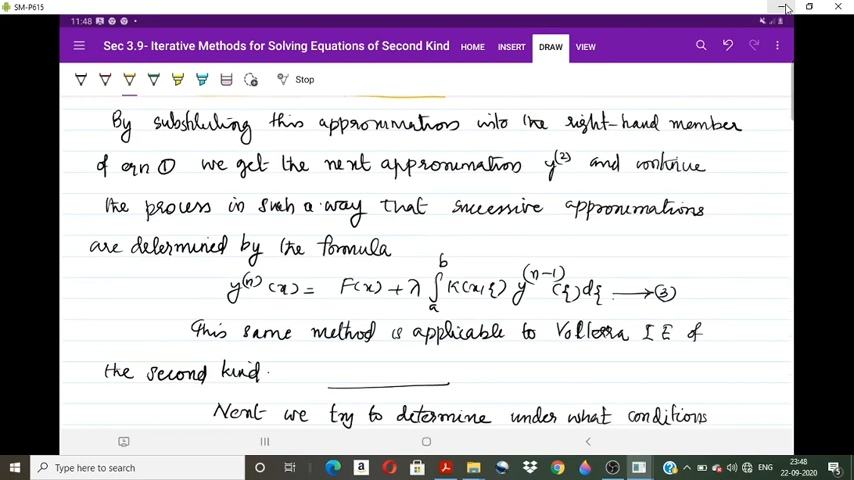 SM-P615
11:48
Sec 3.9- Iterative Methods for Solving Equations of Second Kind HOME INSERT DRAW VIEW
Stop
By substituting this approximation into the right-hand member
of eqn ① we get the next approximation y⁽²⁾ and continue
the process in such a way that successive approximations
are determined by the formula
y⁽ⁿ⁾(x) = F(x) + λ ∫ₐᵇ K(x,ξ) y⁽ⁿ⁻¹⁾(ξ)dξ ⟶ ③
This same method is applicable to Volterra IE of
the second kind.
Next we try to determine under what conditions
Type here to search
ENG
23:48
22-09-2020